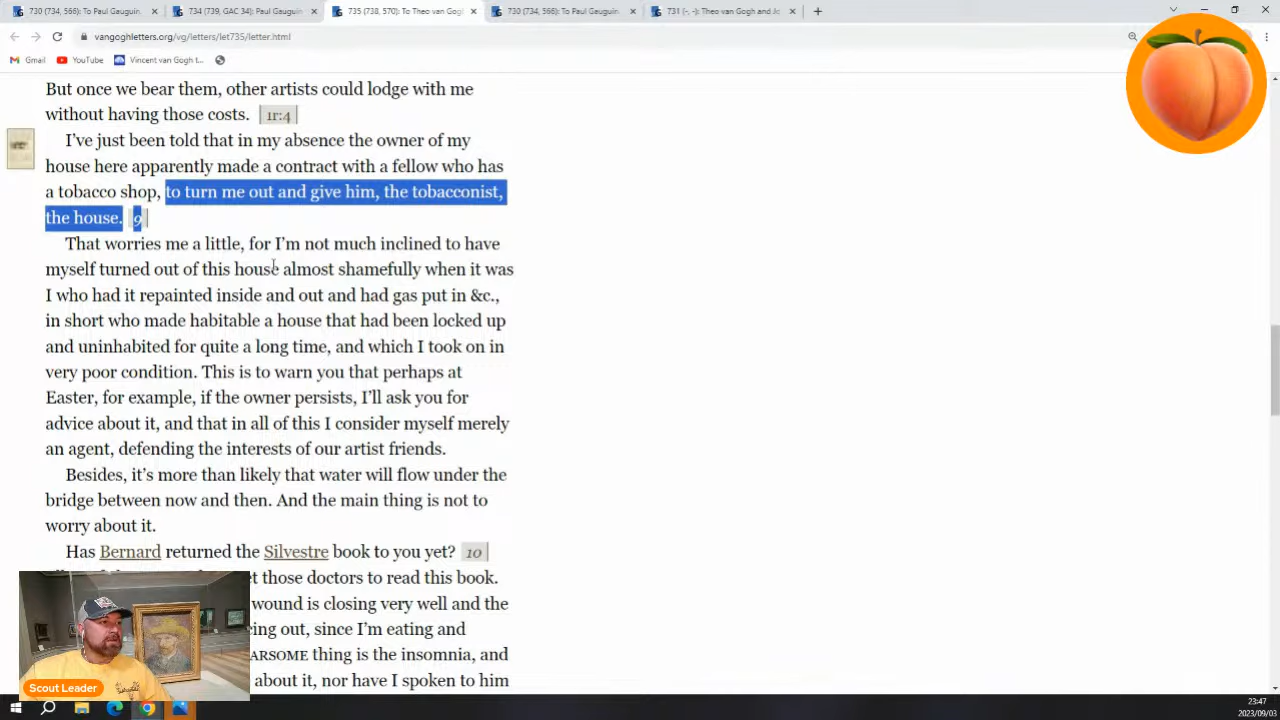 730 (734, 566): To Paul Gauguin.
734 (739, GAC 34): Paul Gauguin
735 (738, 570): To Theo van Gogh
730 (734, 566): To Paul Gauguin.
731 (-, -): Theo van Gogh and Jo
vangoghletters.org/vg/letters/let735/letter.html
Gmail YouTube Vincent van Gogh t...
But once we bear them, other artists could lodge with me
without having those costs. 1r:4
I've just been told that in my absence the owner of my
house here apparently made a contract with a fellow who has
a tobacco shop, to turn me out and give him, the tobacconist,
the house. 9
That worries me a little, for I'm not much inclined to have
myself turned out of this house almost shamefully when it was
I who had it repainted inside and out and had gas put in &c.,
in short who made habitable a house that had been locked up
and uninhabited for quite a long time, and which I took on in
very poor condition. This is to warn you that perhaps at
Easter, for example, if the owner persists, I'll ask you for
advice about it, and that in all of this I consider myself merely
an agent, defending the interests of our artist friends.
Besides, it's more than likely that water will flow under the
bridge between now and then. And the main thing is not to
worry about it.
Has Bernard returned the Silvestre book to you yet? 10
those doctors to read this book.
wound is closing very well and the
out, since I'm eating and
thing is the insomnia, and
about it, nor have I spoken to him
Scout Leader
23:47
2023/09/03